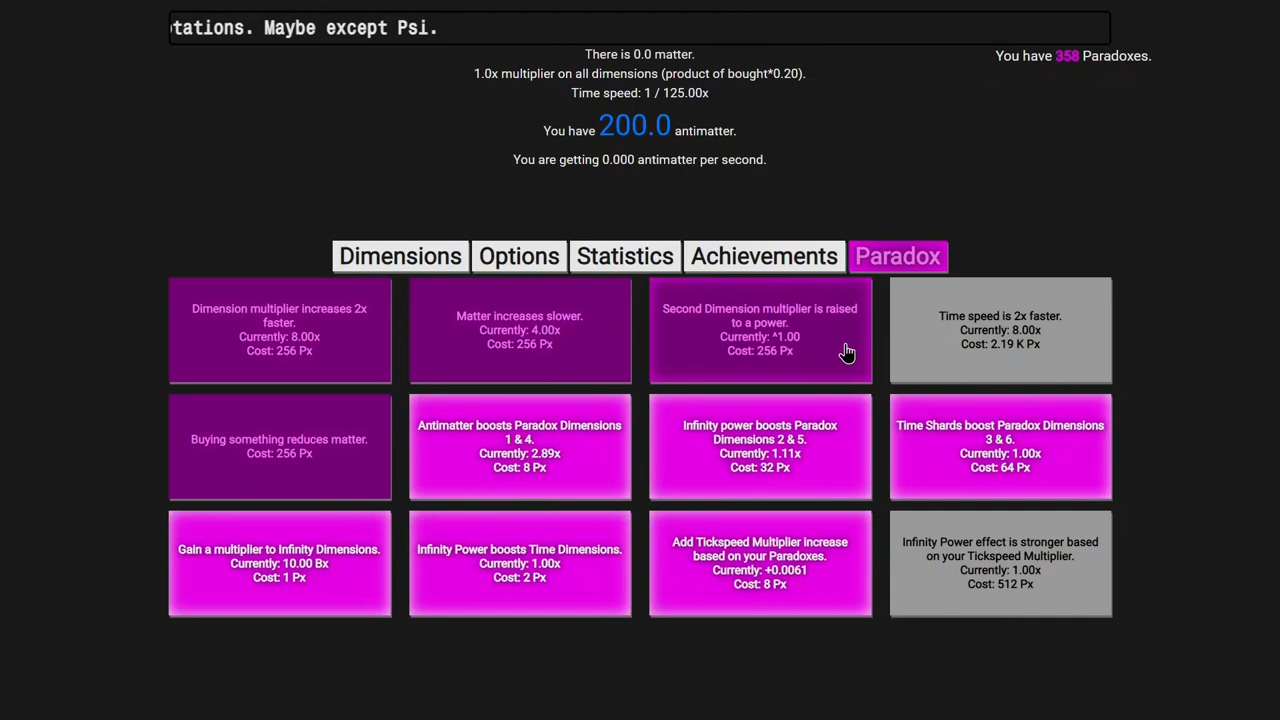 tations. Maybe except Psi.
There is 0.0 matter.
You have 358 Paradoxes.
1.0x multiplier on all dimensions (product of bought*0.20).
Time speed: 1 / 125.00x
You have 200.0 antimatter.
You are getting 0.000 antimatter per second.
Dimensions Options Statistics Achievements Paradox
Dimension multiplier increases 2x
faster.
Currently: 8.00x
Cost: 256 Px
Matter increases slower.
Currently: 4.00x
Cost: 256 Px
Second Dimension multiplier is raised
to a power.
Currently: ^1.00
Cost: 256 Px
Time speed is 2x faster.
Currently: 8.00x
Cost: 2.19 K Px
Buying something reduces matter.
Cost: 256 Px
Antimatter boosts Paradox Dimensions
1 & 4.
Currently: 2.89x
Cost: 8 Px
Infinity power boosts Paradox
Dimensions 2 & 5.
Currently: 1.11x
Cost: 32 Px
Time Shards boost Paradox Dimensions
3 & 6.
Currently: 1.00x
Cost: 64 Px
Gain a multiplier to Infinity Dimensions.
Currently: 10.00 Bx
Cost: 1 Px
Infinity Power boosts Time Dimensions.
Currently: 1.00x
Cost: 2 Px
Add Tickspeed Multiplier increase
based on your Paradoxes.
Currently: +0.0061
Cost: 8 Px
Infinity Power effect is stronger based
on your Tickspeed Multiplier.
Currently: 1.00x
Cost: 512 Px